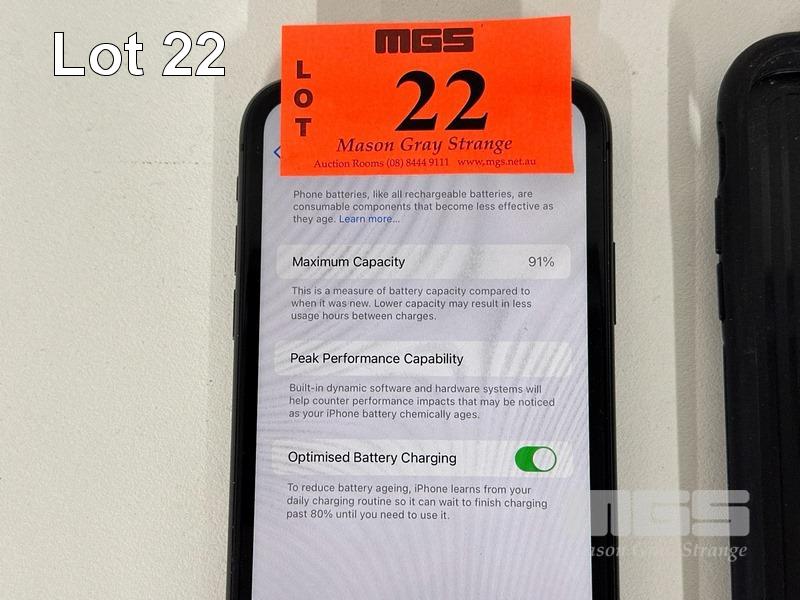 Lot 22
MGS
LOT
22
Mason Gray Strange
Auction Rooms (08) 8444 9111 www.mgs.net.au
Phone batteries, like all rechargeable batteries, are
consumable components that become less effective as
they age. Learn more...
Maximum Capacity 91%
This is a measure of battery capacity compared to
when it was new. Lower capacity may result in less
usage hours between charges.
Peak Performance Capability
Built-in dynamic software and hardware systems will
help counter performance impacts that may be noticed
as your iPhone battery chemically ages.
Optimised Battery Charging
To reduce battery ageing, iPhone learns from your
daily charging routine so it can wait to finish charging
past 80% until you need to use it.
MGS
Mason Gray Strange